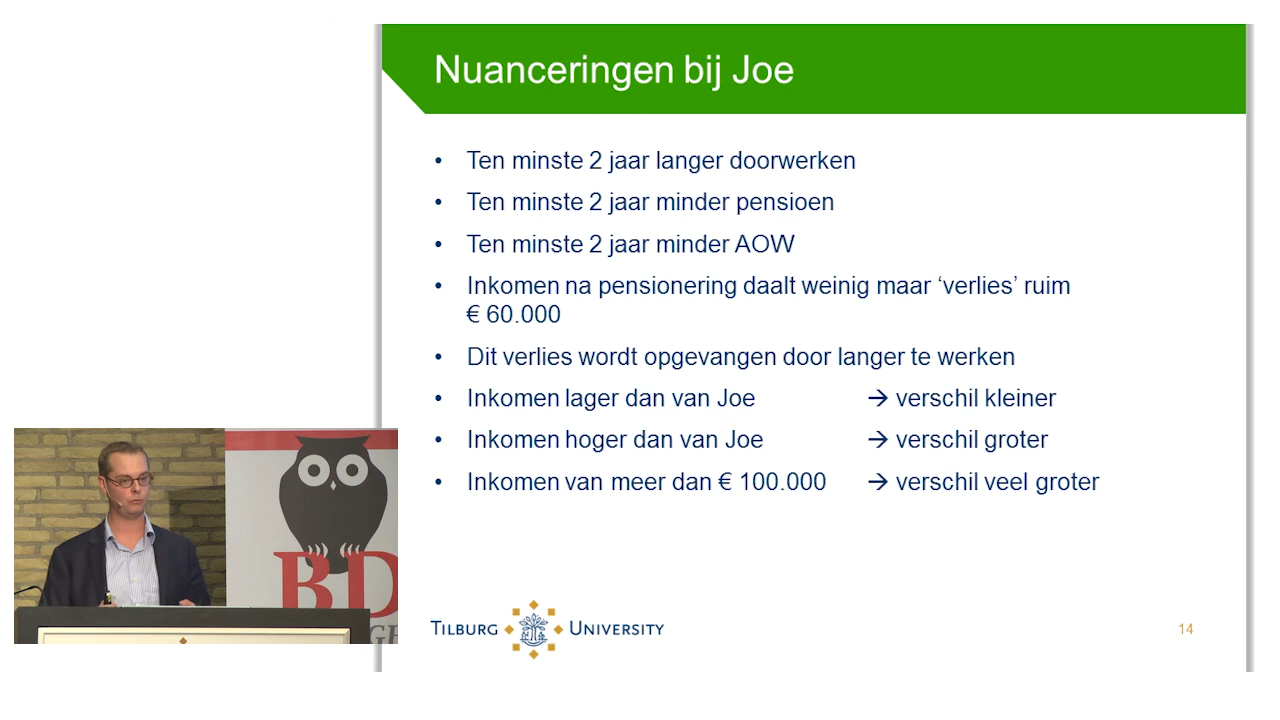 Nuanceringen bij Joe
• Ten minste 2 jaar langer doorwerken
• Ten minste 2 jaar minder pensioen
• Ten minste 2 jaar minder AOW
• Inkomen na pensionering daalt weinig maar ‘verlies’ ruim
€ 60.000
• Dit verlies wordt opgevangen door langer te werken
• Inkomen lager dan van Joe → verschil kleiner
• Inkomen hoger dan van Joe → verschil groter
• Inkomen van meer dan € 100.000 → verschil veel groter
BD
TILBURG UNIVERSITY
14